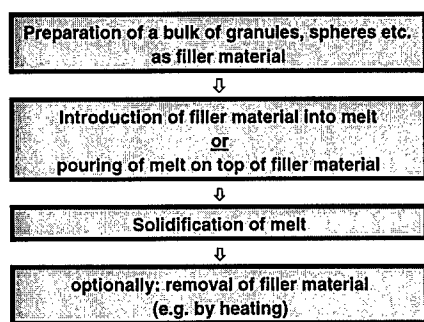 Preparation of a bulk of granules, spheres etc.
as filler material
Introduction of filler material into melt
or
pouring of melt on top of filler material
Solidification of melt
optionally: removal of filler material
(e.g. by heating)